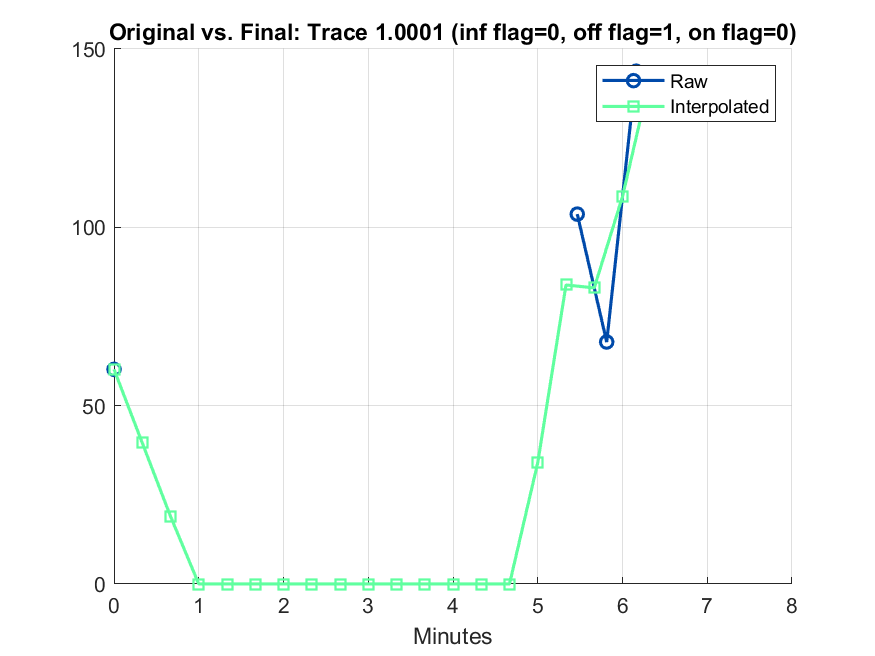 Original vs. Final: Trace 1.0001 (inf flag=0, off flag=1, on flag=0)
150
100
50
0
Raw
Interpolated
0 1 2 3 4 5 6 7 8
Minutes